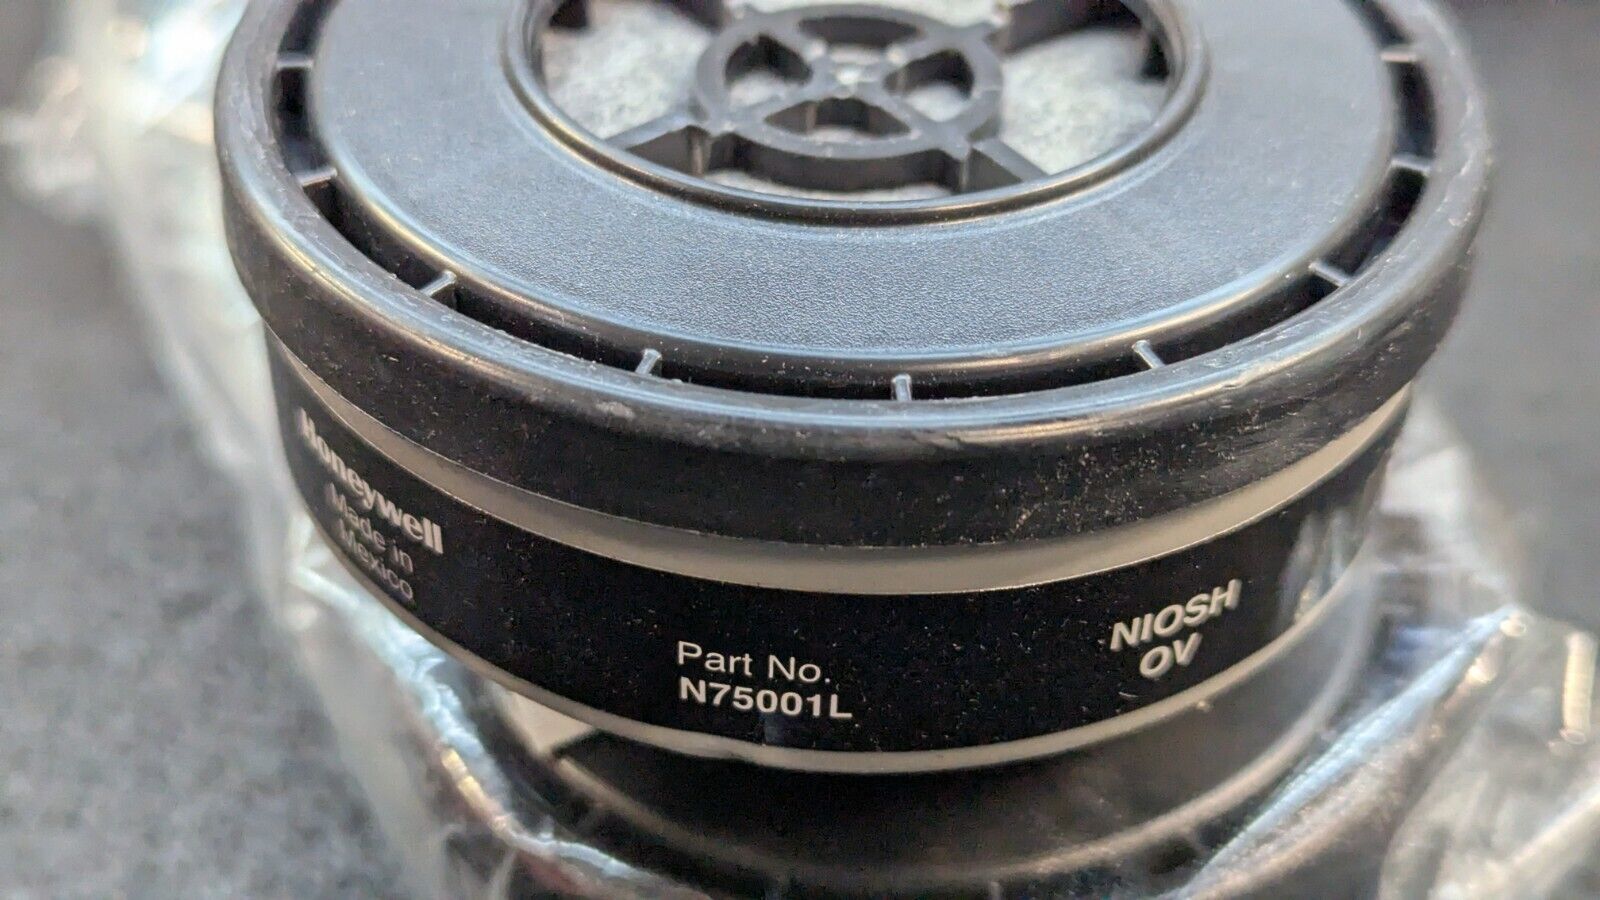 Honeywell
Made in
Mexico
Part No.
N75001L
NIOSH
OV